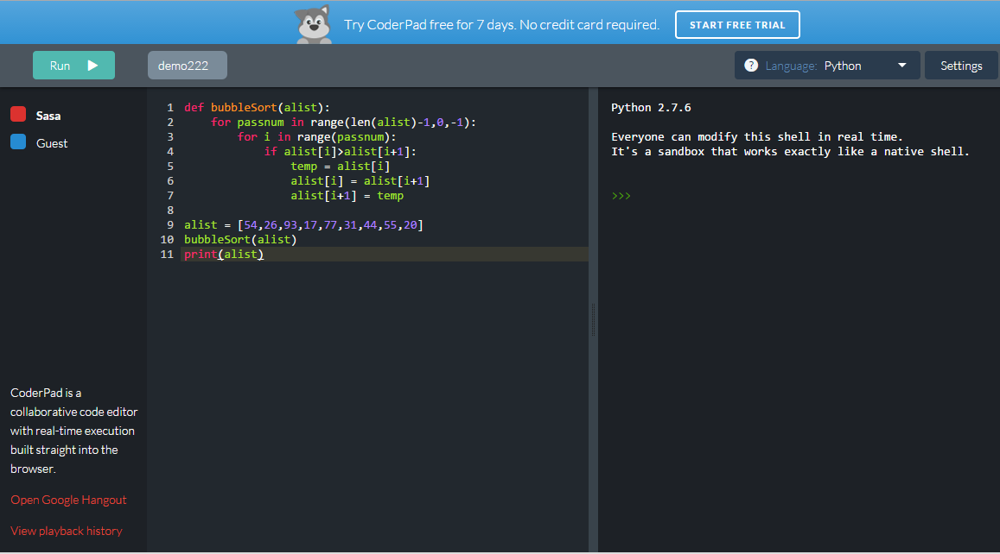 Try CoderPad free for 7 days. No credit card required. START FREE TRIAL
Run demo222 ? Language: Python Settings
Sasa
Guest
1 def bubbleSort(alist):
2     for passnum in range(len(alist)-1,0,-1):
3         for i in range(passnum):
4             if alist[i]>alist[i+1]:
5                 temp = alist[i]
6                 alist[i] = alist[i+1]
7                 alist[i+1] = temp
8
9 alist = [54,26,93,17,77,31,44,55,20]
10 bubbleSort(alist)
11 print(alist)
Python 2.7.6
Everyone can modify this shell in real time.
It's a sandbox that works exactly like a native shell.
>>>
CoderPad is a
collaborative code editor
with real-time execution
built straight into the
browser.
Open Google Hangout
View playback history